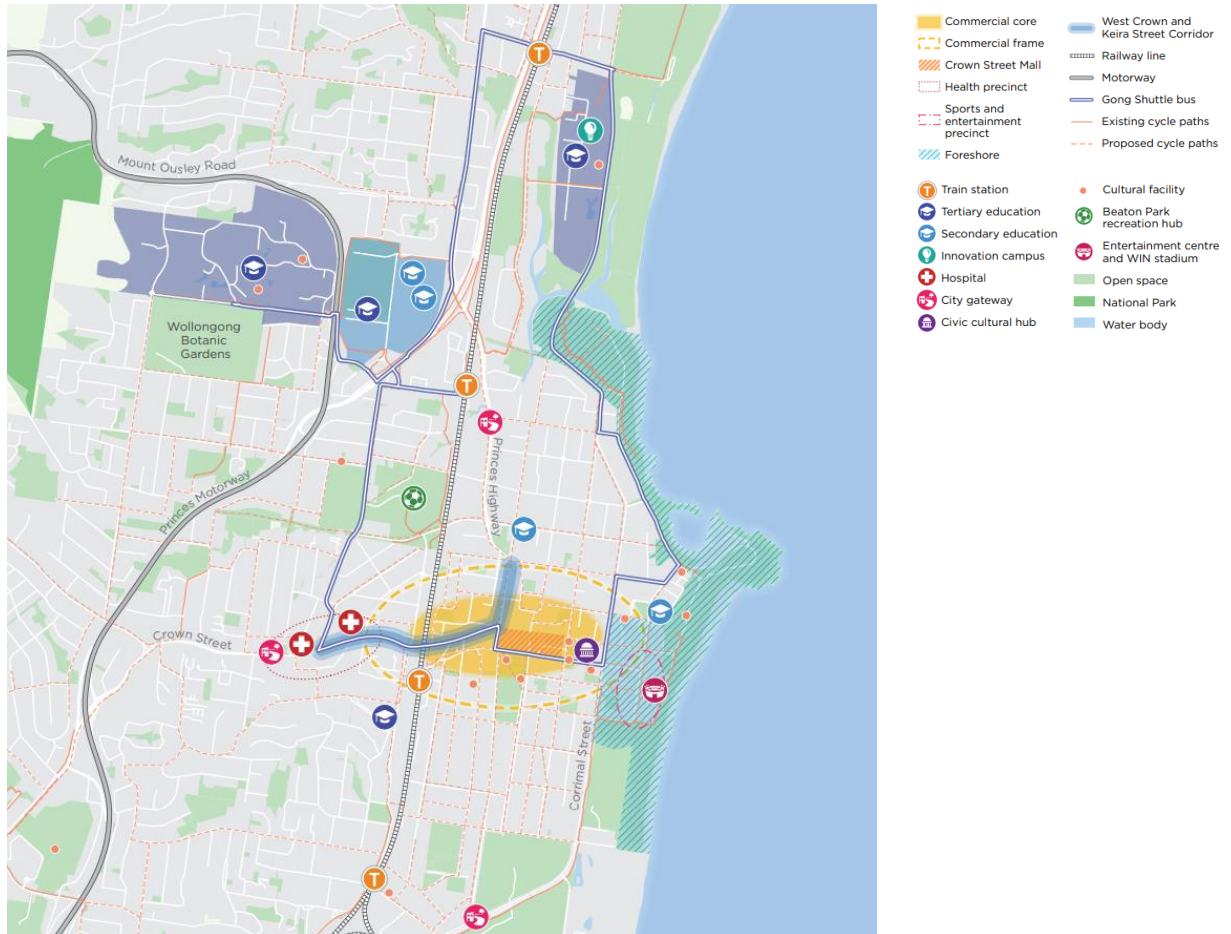 Commercial core
Commercial frame
Crown Street Mall
Health precinct
Sports and
entertainment
precinct
Foreshore
West Crown and
Keira Street Corridor
Railway line
Motorway
Gong Shuttle bus
Existing cycle paths
Proposed cycle paths
T Train station
Tertiary education
Secondary education
Innovation campus
Hospital
City gateway
Civic cultural hub
Cultural facility
Beaton Park
recreation hub
Entertainment centre
and WIN stadium
Open space
National Park
Water body
T
Mount Ousley Road
Wollongong
Botanic
Gardens
T
Princes Highway
Princes Motorway
Crown Street
T
Corrimal Street
T